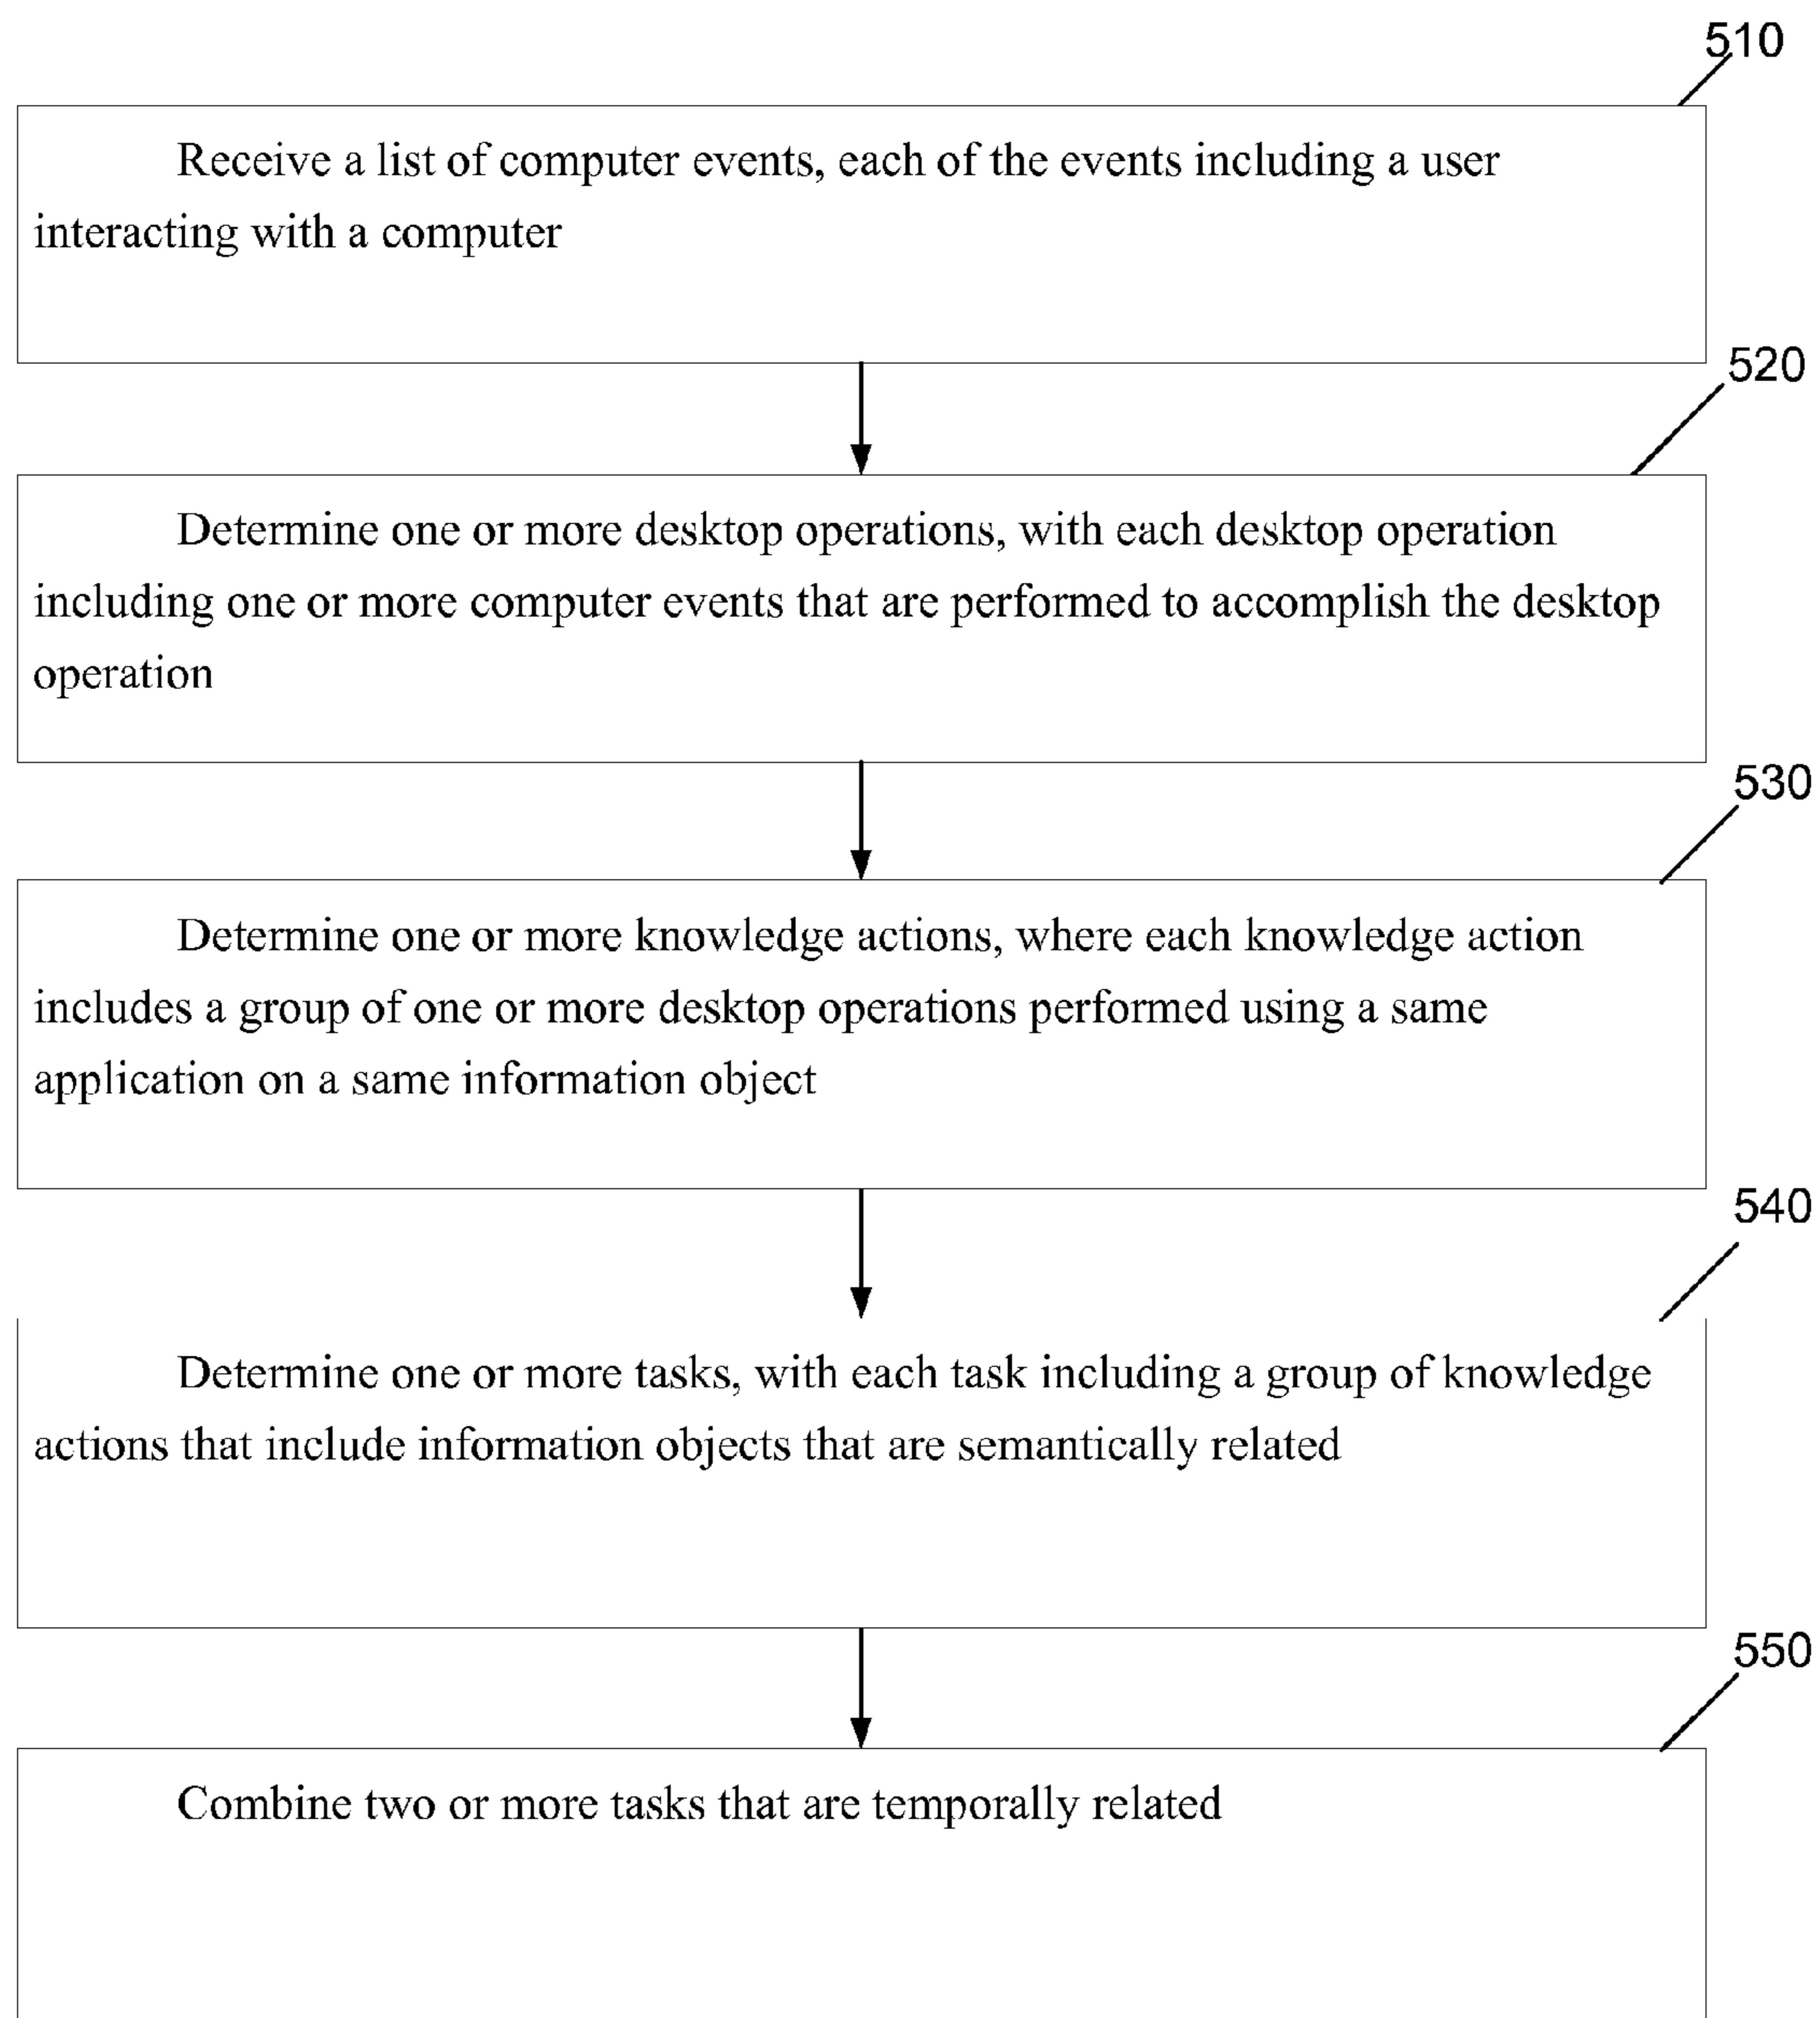 510
Receive a list of computer events, each of the events including a user
interacting with a computer
520
Determine one or more desktop operations, with each desktop operation
including one or more computer events that are performed to accomplish the desktop
operation
530
Determine one or more knowledge actions, where each knowledge action
includes a group of one or more desktop operations performed using a same
application on a same information object
540
Determine one or more tasks, with each task including a group of knowledge
actions that include information objects that are semantically related
550
Combine two or more tasks that are temporally related